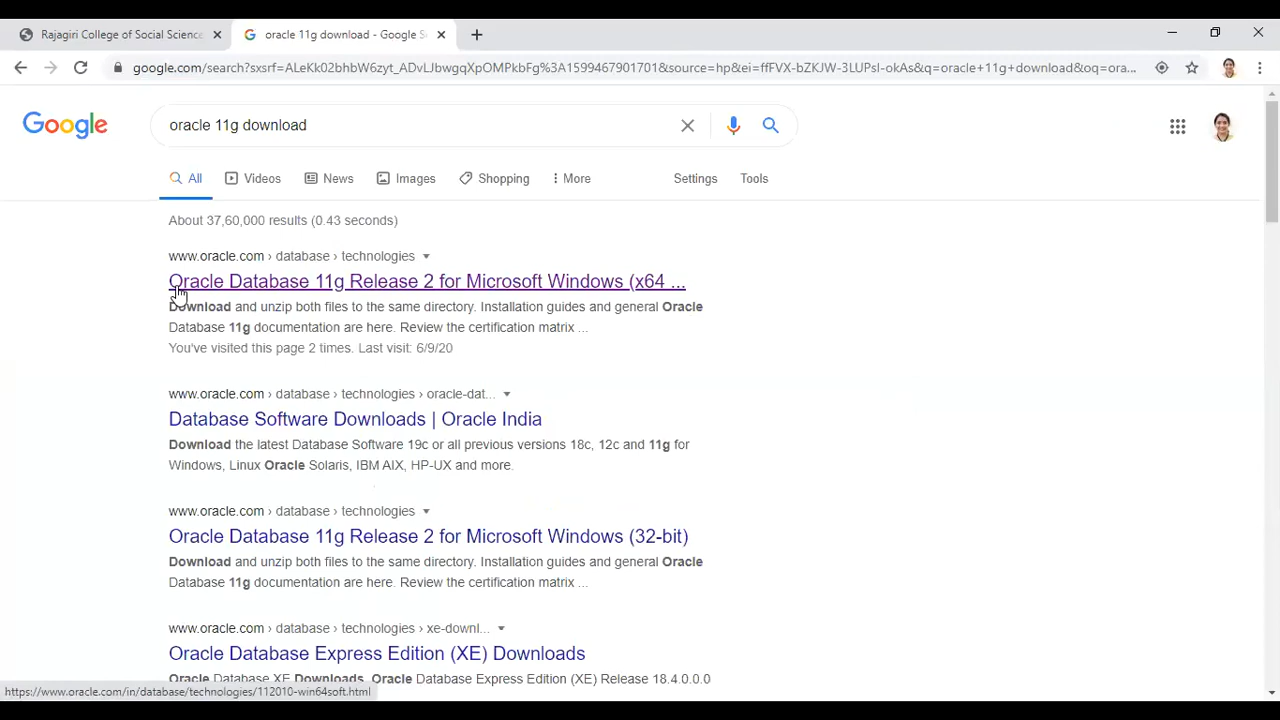 Rajagiri College of Social Science
oracle 11g download - Google S
google.com/search?sxsrf=ALeKk02bhbW6zyt_ADvLJbwgqXpOMPkbFg%3A1599467901701&source=hp&ei=ffFVX-bZKJW-3LUPsI-okAs&q=oracle+11g+download&oq=ora...
Google
oracle 11g download
All Videos News Images Shopping More Settings Tools
About 37,60,000 results (0.43 seconds)
www.oracle.com › database › technologies
Oracle Database 11g Release 2 for Microsoft Windows (x64 ...
Download and unzip both files to the same directory. Installation guides and general Oracle
Database 11g documentation are here. Review the certification matrix ...
You've visited this page 2 times. Last visit: 6/9/20
www.oracle.com › database › technologies › oracle-dat...
Database Software Downloads | Oracle India
Download the latest Database Software 19c or all previous versions 18c, 12c and 11g for
Windows, Linux Oracle Solaris, IBM AIX, HP-UX and more.
www.oracle.com › database › technologies
Oracle Database 11g Release 2 for Microsoft Windows (32-bit)
Download and unzip both files to the same directory. Installation guides and general Oracle
Database 11g documentation are here. Review the certification matrix ...
www.oracle.com › database › technologies › xe-downl...
Oracle Database Express Edition (XE) Downloads
Oracle Database XE Downloads. Oracle Database Express Edition (XE) Release 18.4.0.0.0
https://www.oracle.com/in/database/technologies/112010-win64soft.html